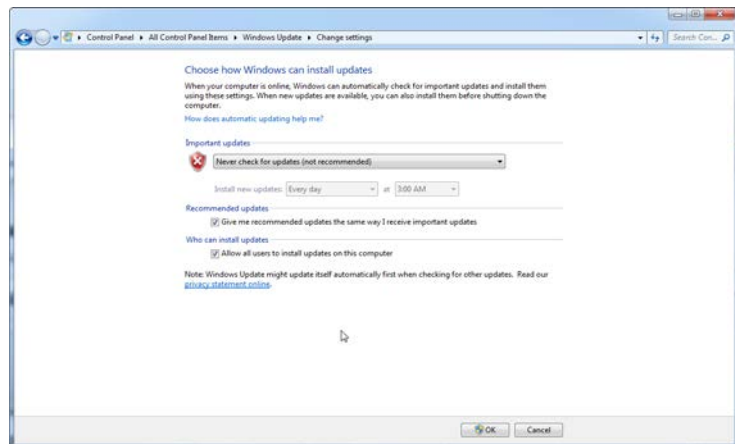 Control Panel ▸ All Control Panel Items ▸ Windows Update ▸ Change settings
Search Con...
Choose how Windows can install updates
When your computer is online, Windows can automatically check for important updates and install them
using these settings. When new updates are available, you can also install them before shutting down the
computer.
How does automatic updating help me?
Important updates
Never check for updates (not recommended)
Install new updates: Every day at 3:00 AM
Recommended updates
Give me recommended updates the same way I receive important updates
Who can install updates
Allow all users to install updates on this computer
Note: Windows Update might update itself automatically first when checking for other updates. Read our
privacy statement online.
OK Cancel